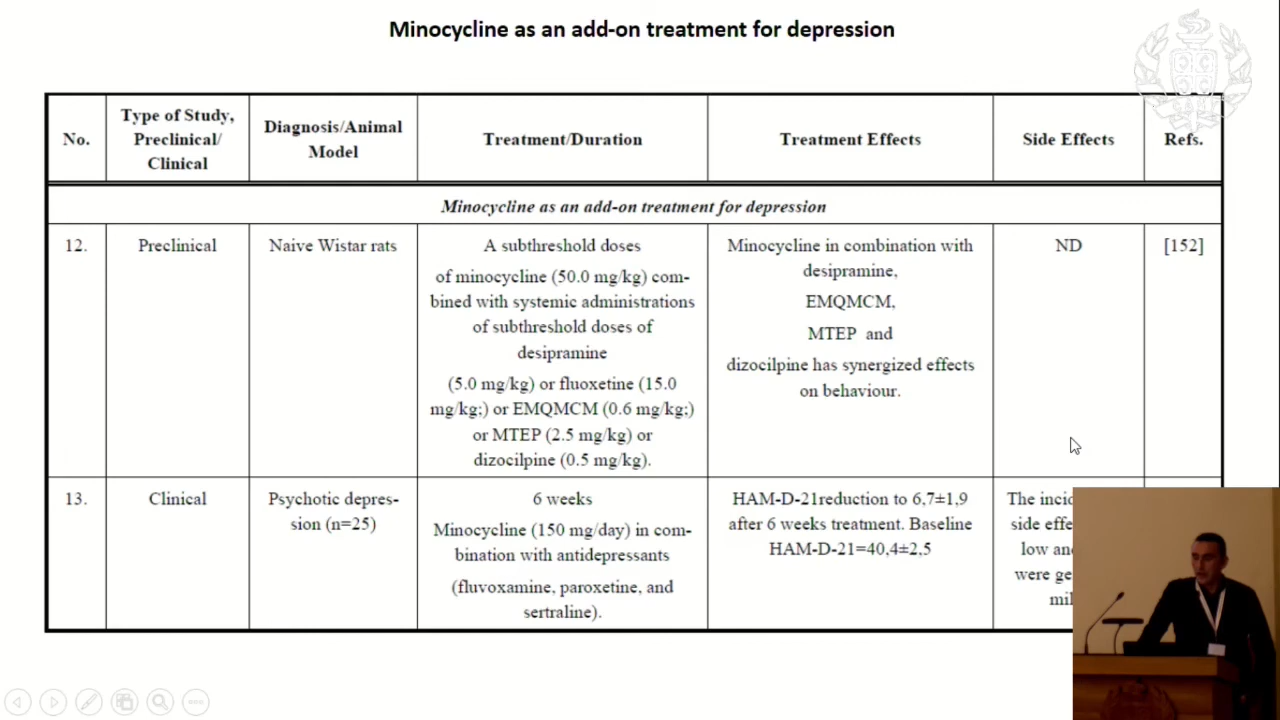 Minocycline as an add-on treatment for depression
No.
Type of Study,
Preclinical/
Clinical
Diagnosis/Animal
Model
Treatment/Duration
Treatment Effects
Side Effects
Refs.
Minocycline as an add-on treatment for depression
12.
Preclinical
Naive Wistar rats
A subthreshold doses
of minocycline (50.0 mg/kg) com-
bined with systemic administrations
of subthreshold doses of
desipramine
(5.0 mg/kg) or fluoxetine (15.0
mg/kg;) or EMQMCM (0.6 mg/kg;)
or MTEP (2.5 mg/kg) or
dizocilpine (0.5 mg/kg).
Minocycline in combination with
desipramine,
EMQMCM,
MTEP and
dizocilpine has synergized effects
on behaviour.
ND
[152]
13.
Clinical
Psychotic depres-
sion (n=25)
6 weeks
Minocycline (150 mg/day) in com-
bination with antidepressants
(fluvoxamine, paroxetine, and
sertraline).
HAM-D-21reduction to 6,7±1,9
after 6 weeks treatment. Baseline
HAM-D-21=40,4±2,5
The
side
low
were